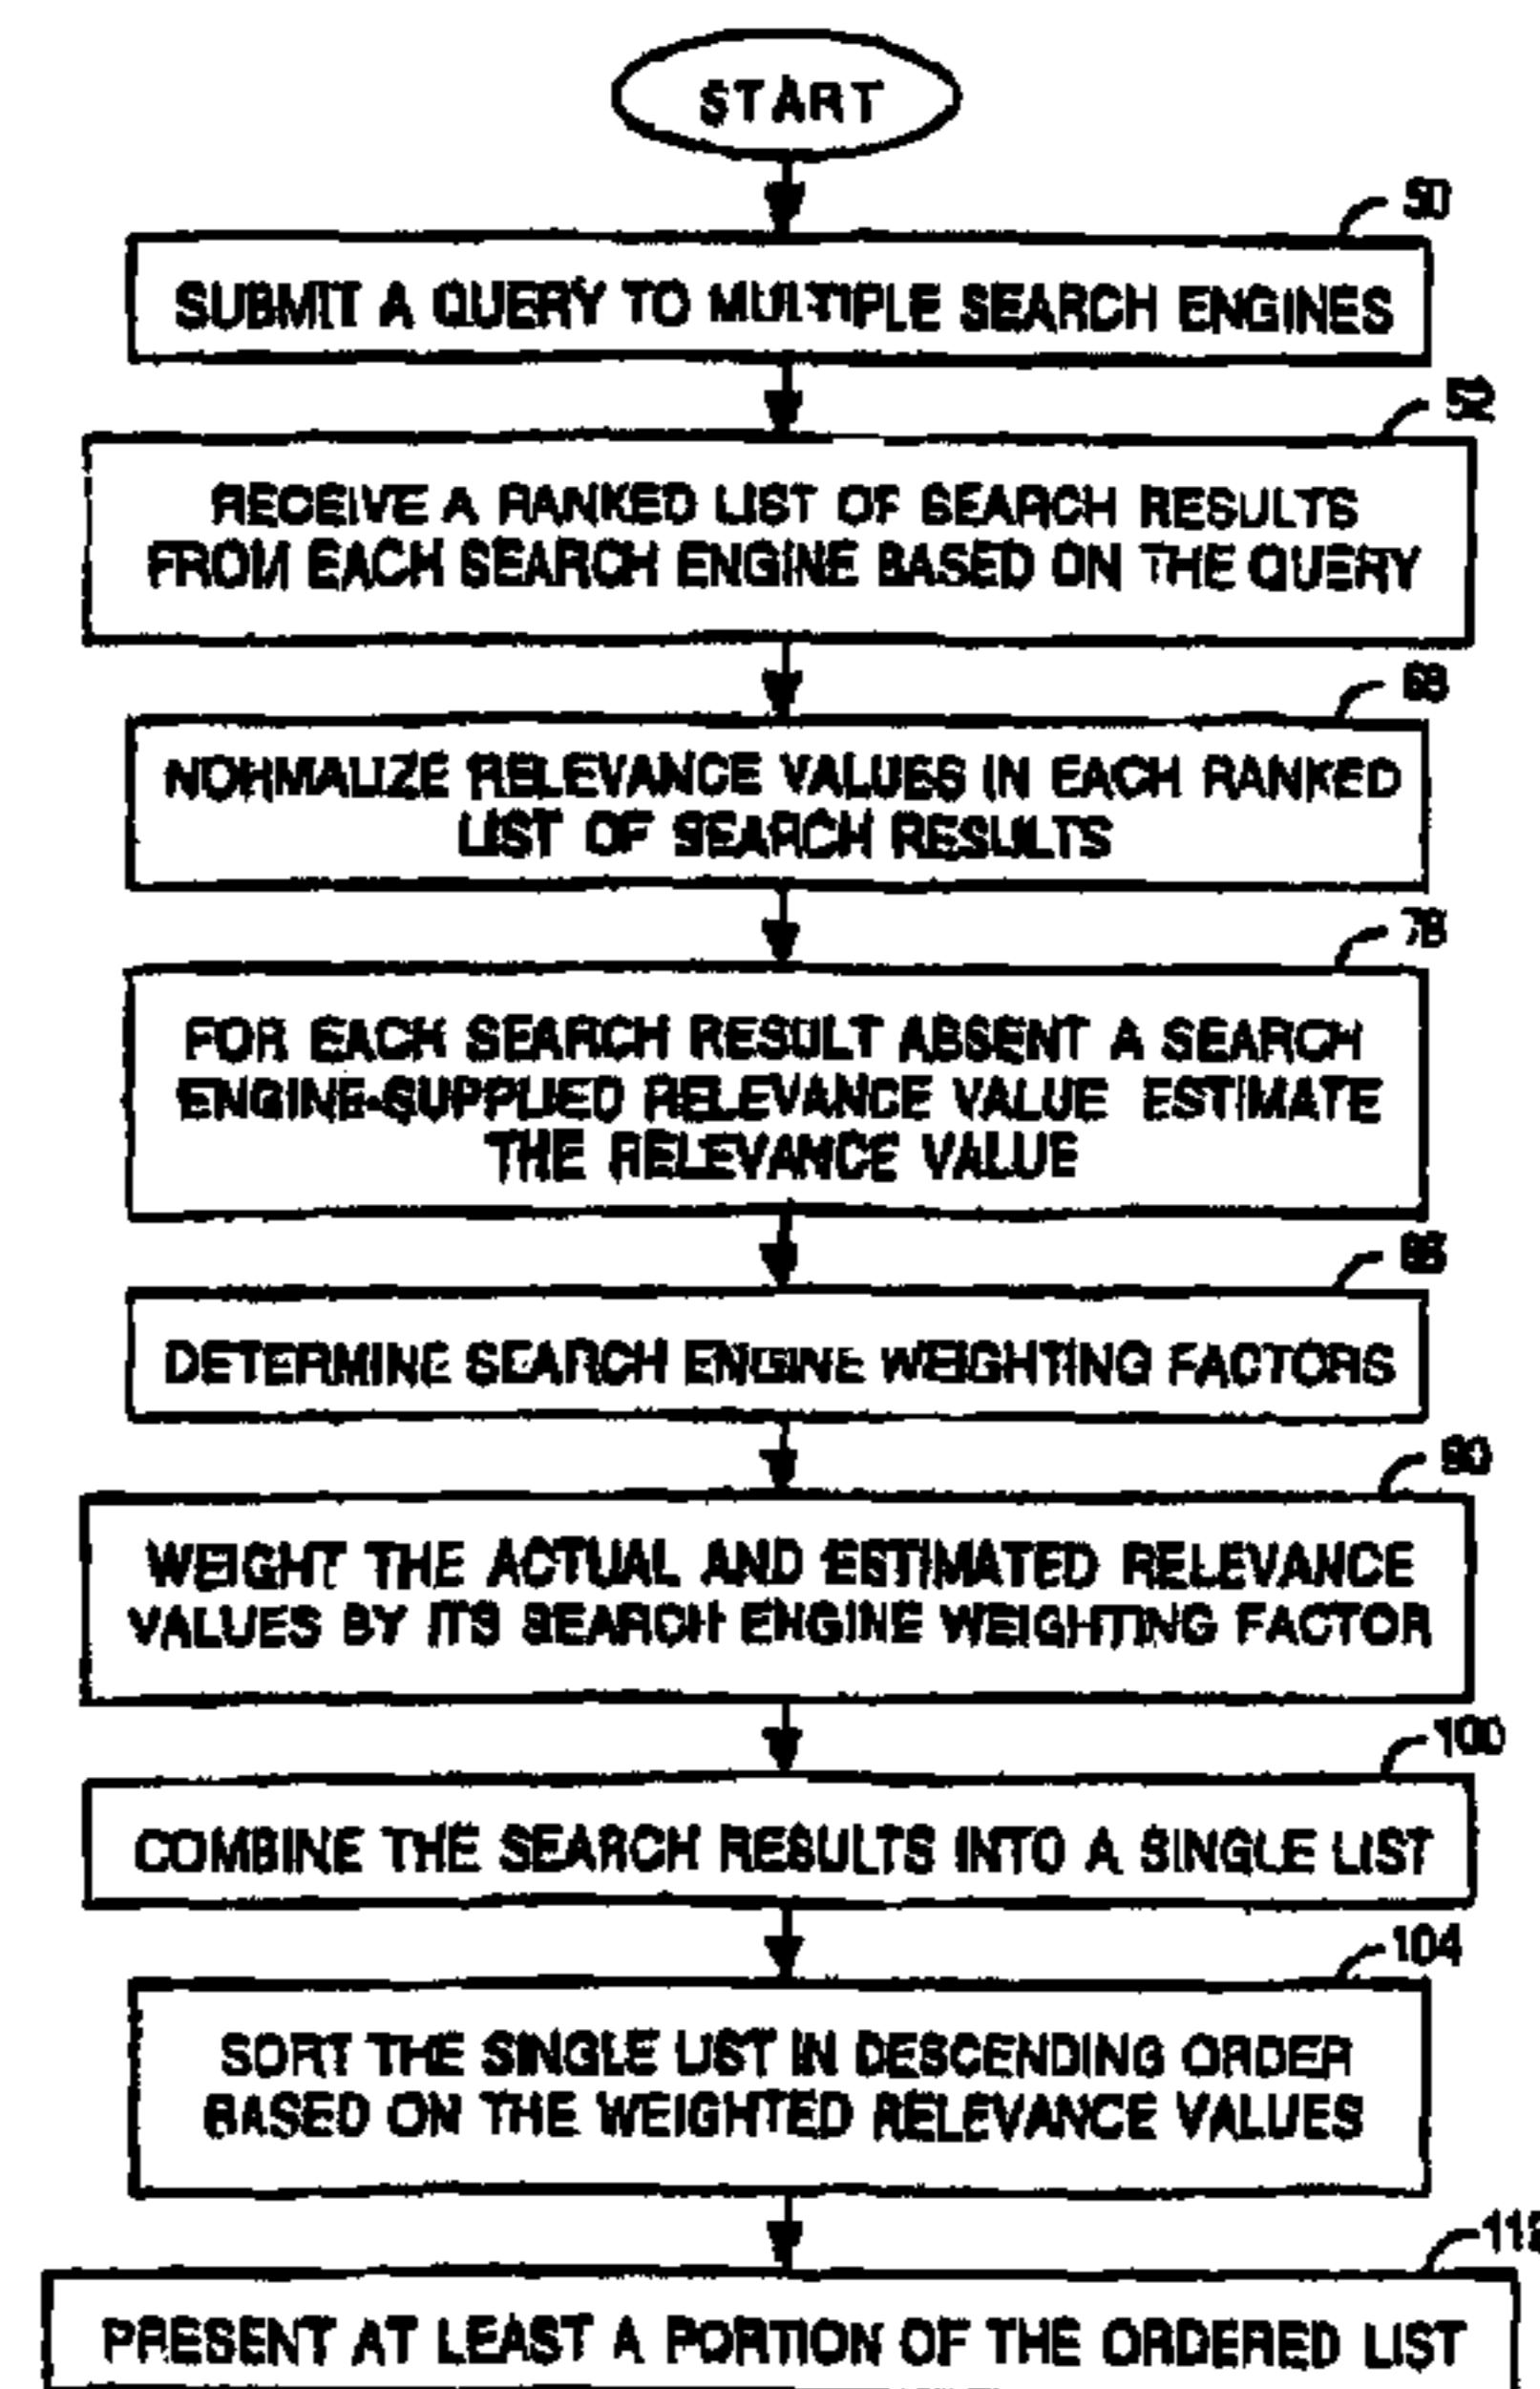 START
50
SUBMIT A QUERY TO MULTIPLE SEARCH ENGINES
RECEIVE A RANKED LIST OF SEARCH RESULTS
FROM EACH SEARCH ENGINE BASED ON THE QUERY
NORMALIZE RELEVANCE VALUES IN EACH RANKED
LIST OF SEARCH RESULTS
FOR EACH SEARCH RESULT ABSENT A SEARCH
ENGINE-SUPPLIED RELEVANCE VALUE ESTIMATE
THE RELEVANCE VALUE
DETERMINE SEARCH ENGINE WEIGHTING FACTORS
90
WEIGHT THE ACTUAL AND ESTIMATED RELEVANCE
VALUES BY ITS SEARCH ENGINE WEIGHTING FACTOR
100
COMBINE THE SEARCH RESULTS INTO A SINGLE LIST
104
SORT THE SINGLE LIST IN DESCENDING ORDER
BASED ON THE WEIGHTED RELEVANCE VALUES
PRESENT AT LEAST A PORTION OF THE ORDERED LIST